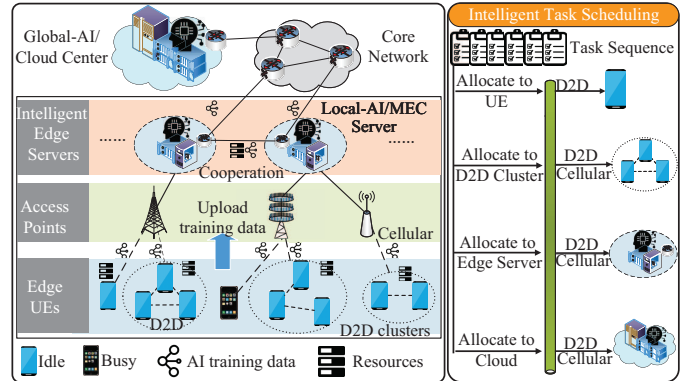 Global-AI/
Cloud Center
Core
Network
Intelligent
Edge
Servers
......
Local-AI/MEC
Server
......
Cooperation
Access
Points
Upload
training data
Cellular
Edge
UEs
D2D
D2D clusters
Idle
Busy
AI training data
Resources
Intelligent Task Scheduling
Task Sequence
Allocate to
UE
D2D
Allocate to
D2D Cluster
D2D
Cellular
Allocate to
Edge Server
D2D
Cellular
Allocate to
Cloud
D2D
Cellular